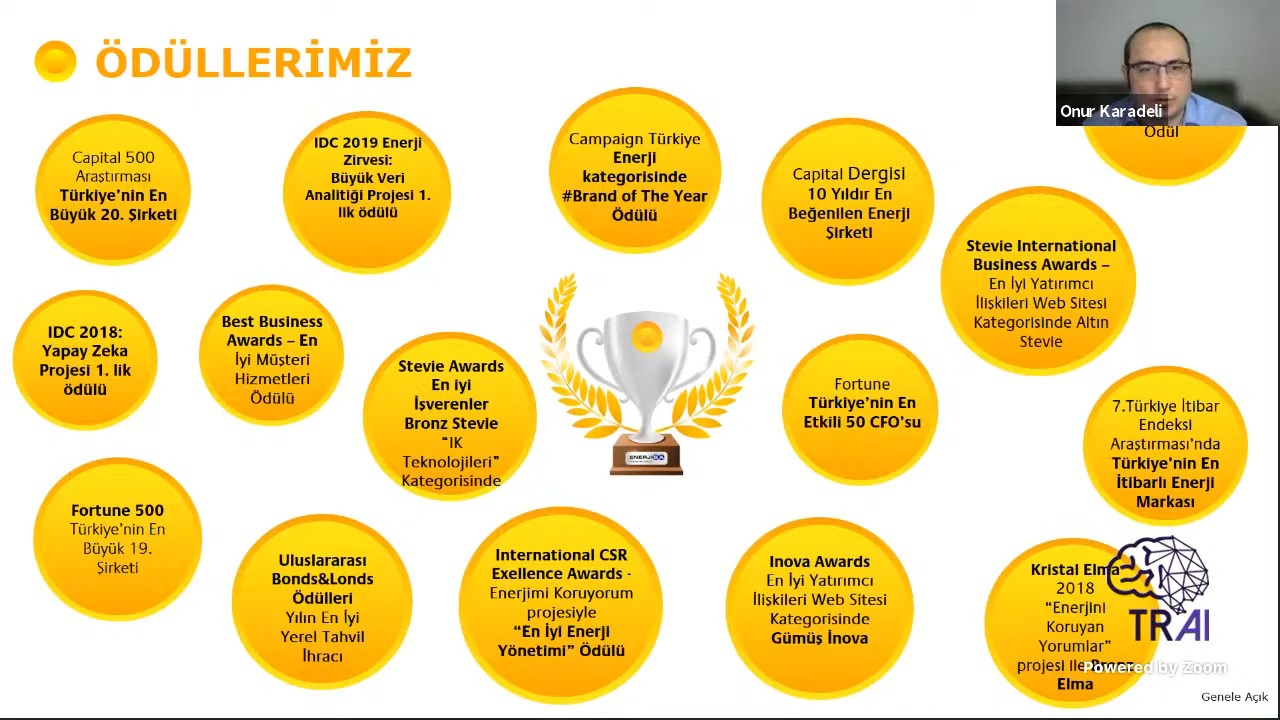 ÖDÜLLERİMİZ
Onur Karadeli
Ödül
Capital 500
Araştırması
Türkiye’nin En
Büyük 20. Şirketi
IDC 2019 Enerji
Zirvesi:
Büyük Veri
Analitiği Projesi 1.
lik ödülü
Campaign Türkiye
Enerji
kategorisinde
#Brand of The Year
Ödülü
Capital Dergisi
10 Yıldır En
Beğenilen Enerji
Şirketi
Stevie International
Business Awards –
En İyi Yatırımcı
İlişkileri Web Sitesi
Kategorisinde Altın
Stevie
IDC 2018:
Yapay Zeka
Projesi 1. lik
ödülü
Best Business
Awards – En
İyi Müşteri
Hizmetleri
Ödülü
Stevie Awards
En iyi
İşverenler
Bronz Stevie
“IK
Teknolojileri”
Kategorisinde
ENERJİSA
Fortune
Türkiye’nin En
Etkili 50 CFO’su
7.Türkiye İtibar
Endeksi
Araştırması’nda
Türkiye’nin En
İtibarlı Enerji
Markası
Fortune 500
Türkiye’nin En
Büyük 19.
Şirketi
Uluslararası
Bonds&Londs
Ödülleri
Yılın En İyi
Yerel Tahvil
İhracı
International CSR
Exellence Awards -
Enerjimi Koruyorum
projesiyle
“En İyi Enerji
Yönetimi” Ödülü
Inova Awards
En İyi Yatırımcı
İlişkileri Web Sitesi
Kategorisinde
Gümüş İnova
Kristal Elma
2018
“Enerjini
Koruyan
Yorumlar”
projesi ile
Elma
TRAI
Powered by Zoom
Genele Açık